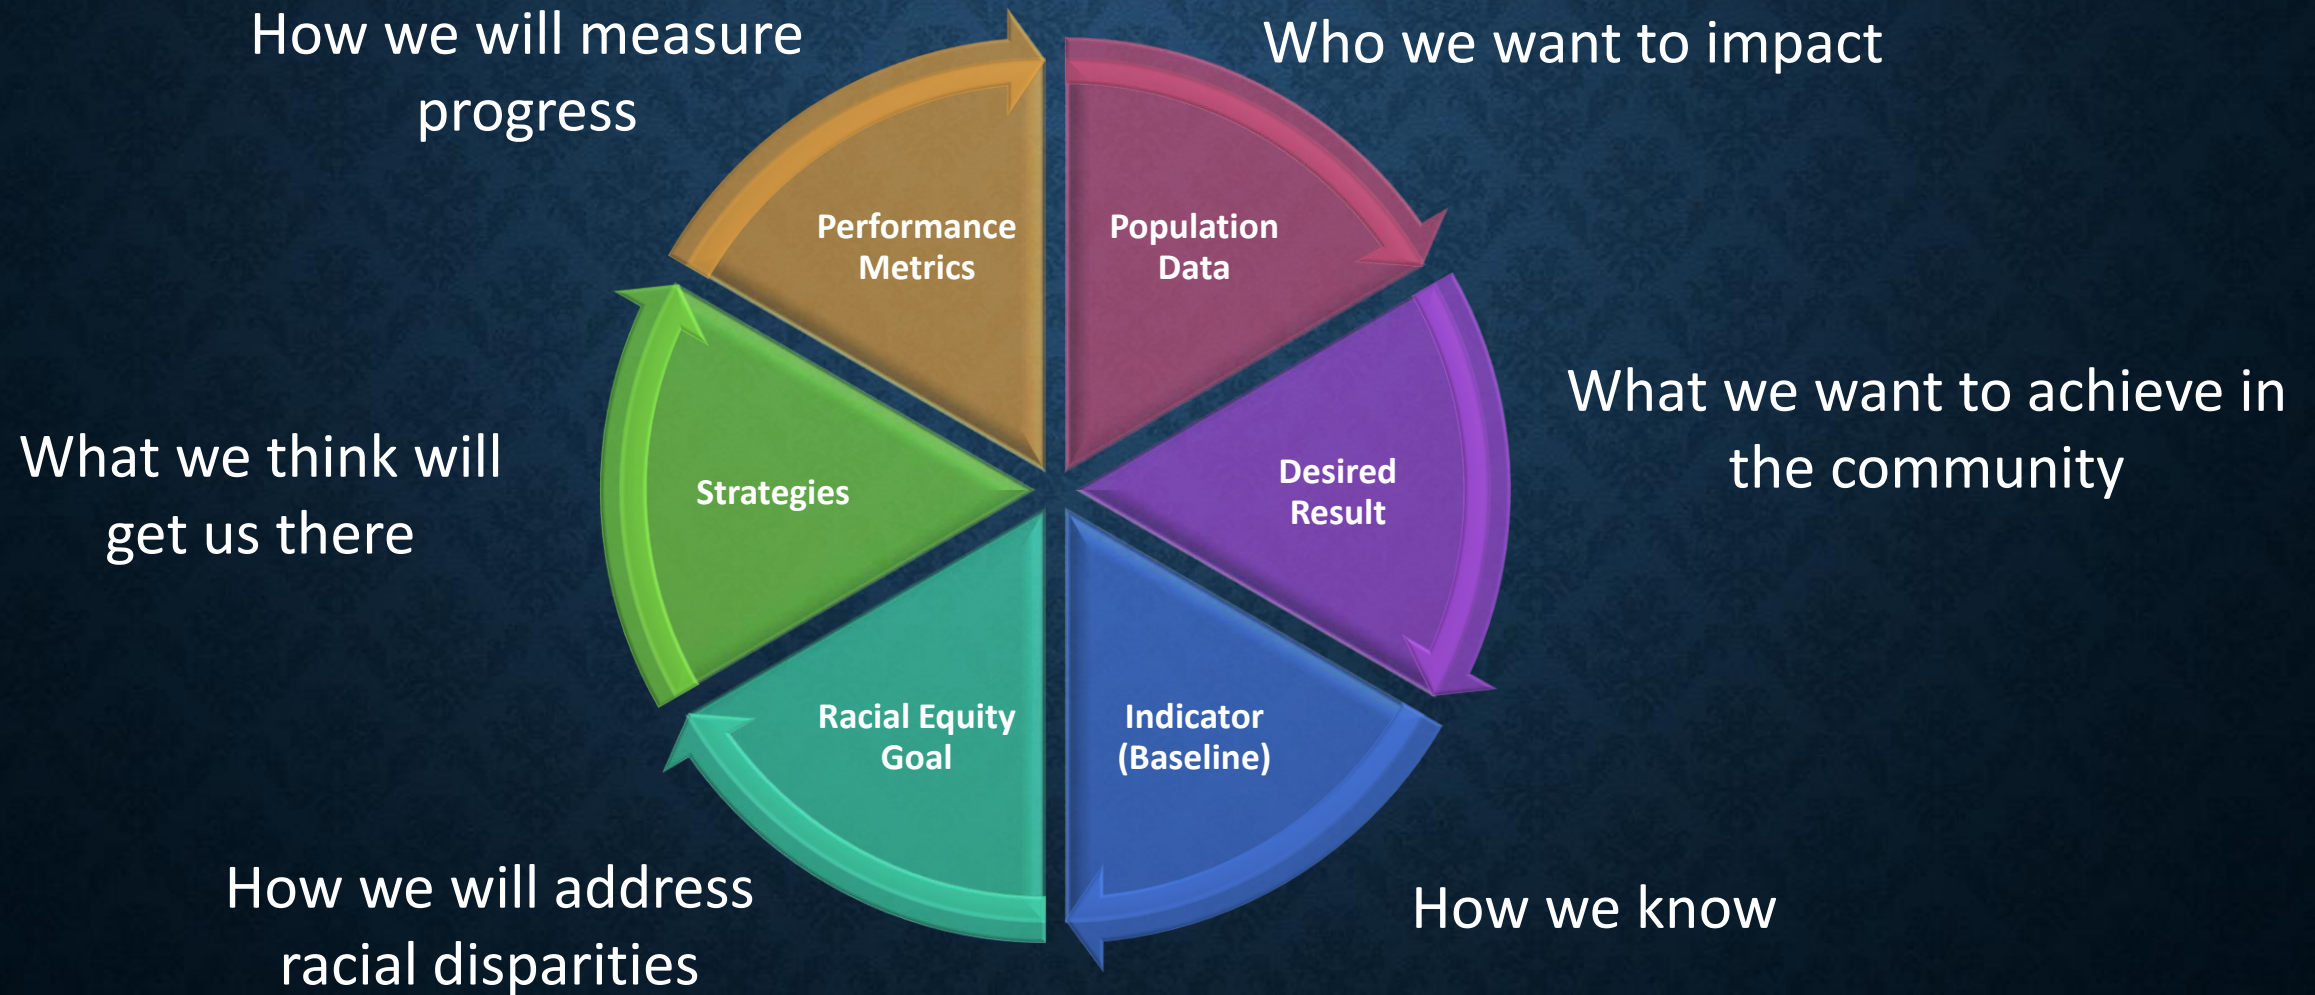 How we will measure
progress
Who we want to impact
Performance
Metrics
Population
Data
What we want to achieve in
the community
Desired
Result
What we think will
get us there
Strategies
Racial Equity
Goal
Indicator
(Baseline)
How we will address
racial disparities
How we know